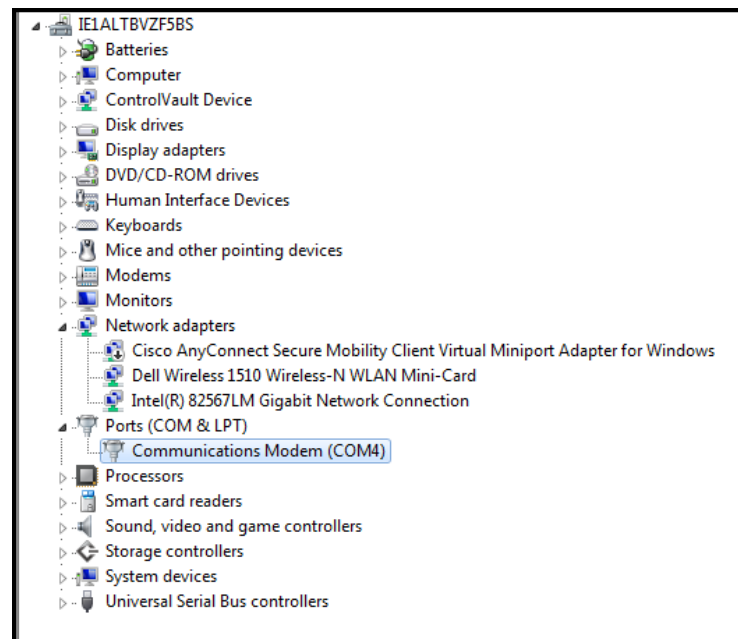 IE1ALTBVZF5BS
Batteries
Computer
ControlVault Device
Disk drives
Display adapters
DVD/CD-ROM drives
Human Interface Devices
Keyboards
Mice and other pointing devices
Modems
Monitors
Network adapters
Cisco AnyConnect Secure Mobility Client Virtual Miniport Adapter for Windows
Dell Wireless 1510 Wireless-N WLAN Mini-Card
Intel(R) 82567LM Gigabit Network Connection
Ports (COM & LPT)
Communications Modem (COM4)
Processors
Smart card readers
Sound, video and game controllers
Storage controllers
System devices
Universal Serial Bus controllers